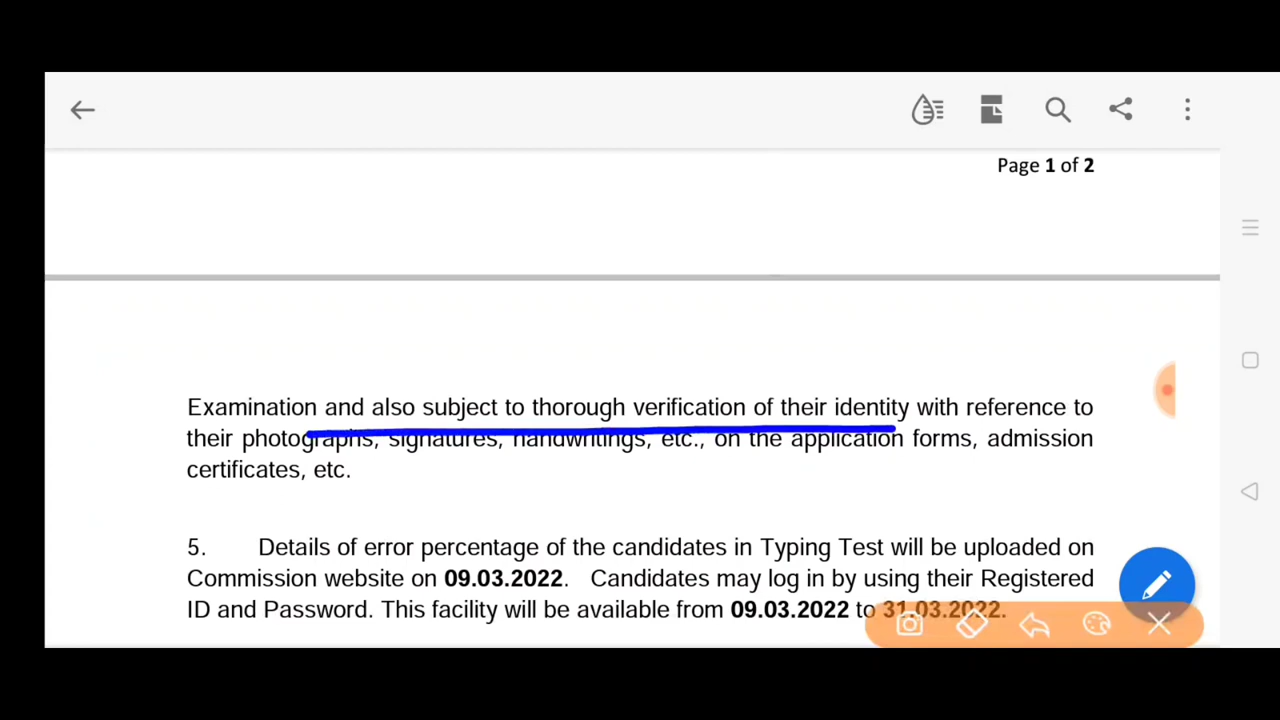 Page 1 of 2
Examination and also subject to thorough verification of their identity with reference to
their photographs, signatures, handwritings, etc., on the application forms, admission
certificates, etc.
5. Details of error percentage of the candidates in Typing Test will be uploaded on
Commission website on 09.03.2022. Candidates may log in by using their Registered
ID and Password. This facility will be available from 09.03.2022 to 31.03.2022.